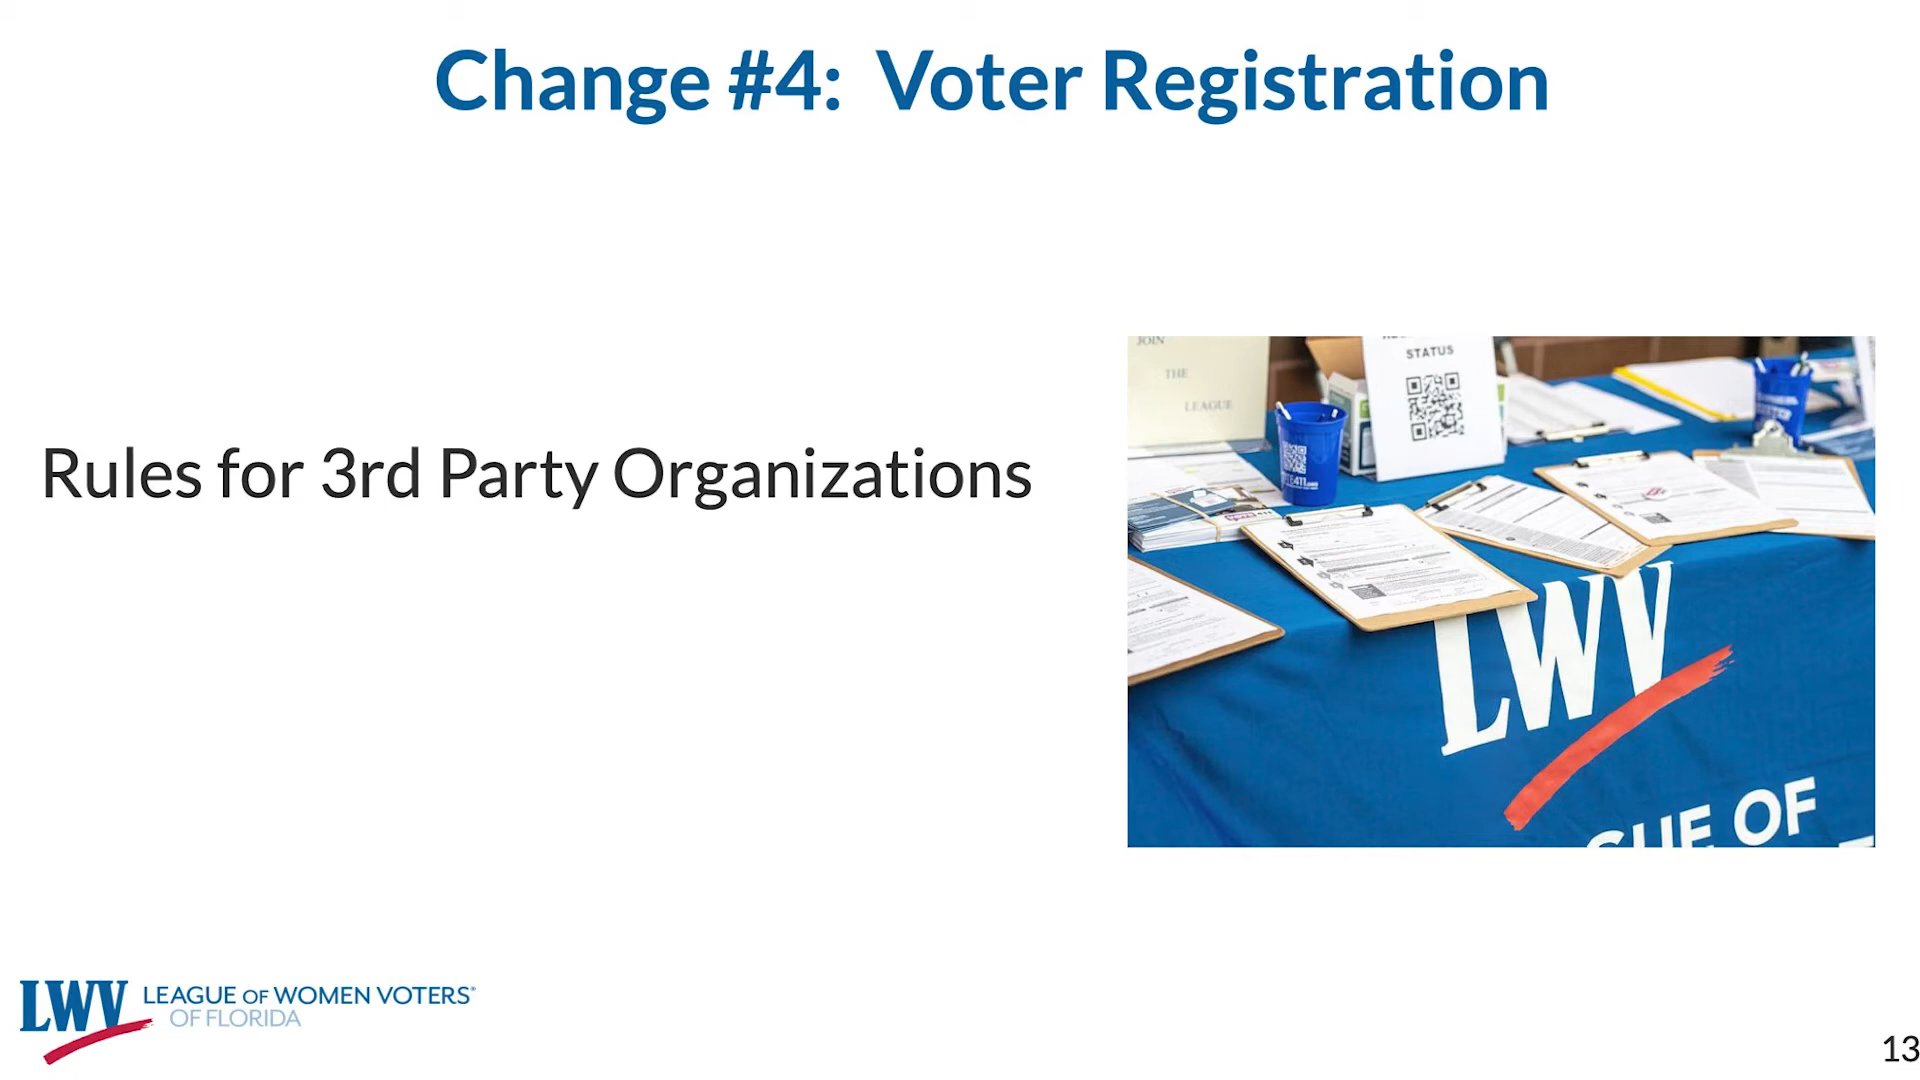 Change #4: Voter Registration
Rules for 3rd Party Organizations
JOIN
THE
LEAGUE
STATUS
LWV
OF
LWV LEAGUE OF WOMEN VOTERS®
OF FLORIDA
13